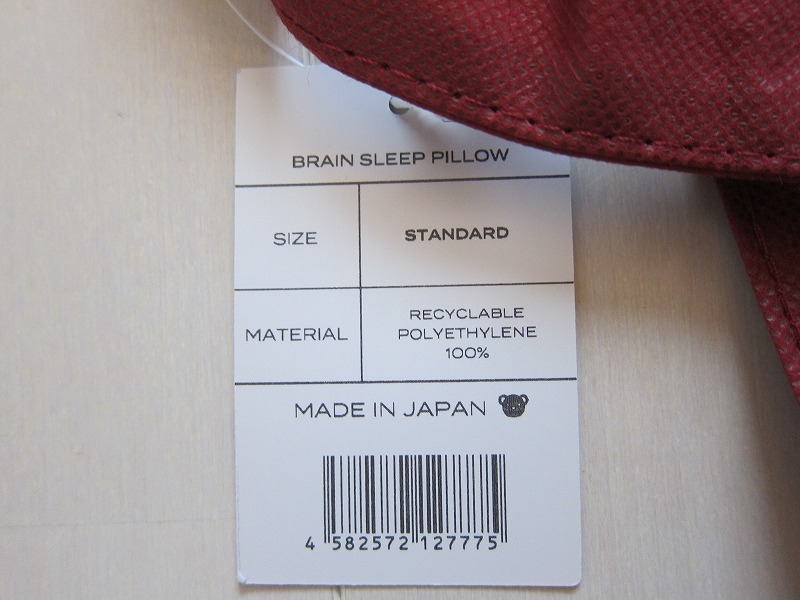 BRAIN SLEEP PILLOW
SIZE
STANDARD
MATERIAL
RECYCLABLE
POLYETHYLENE
100%
MADE IN JAPAN
4 582572 127775